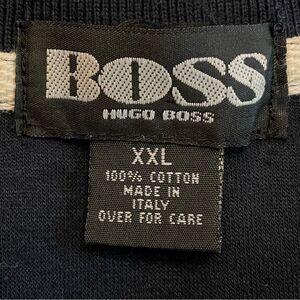 BOSS
HUGO BOSS
XXL
100% COTTON
MADE IN
ITALY
OVER FOR CARE